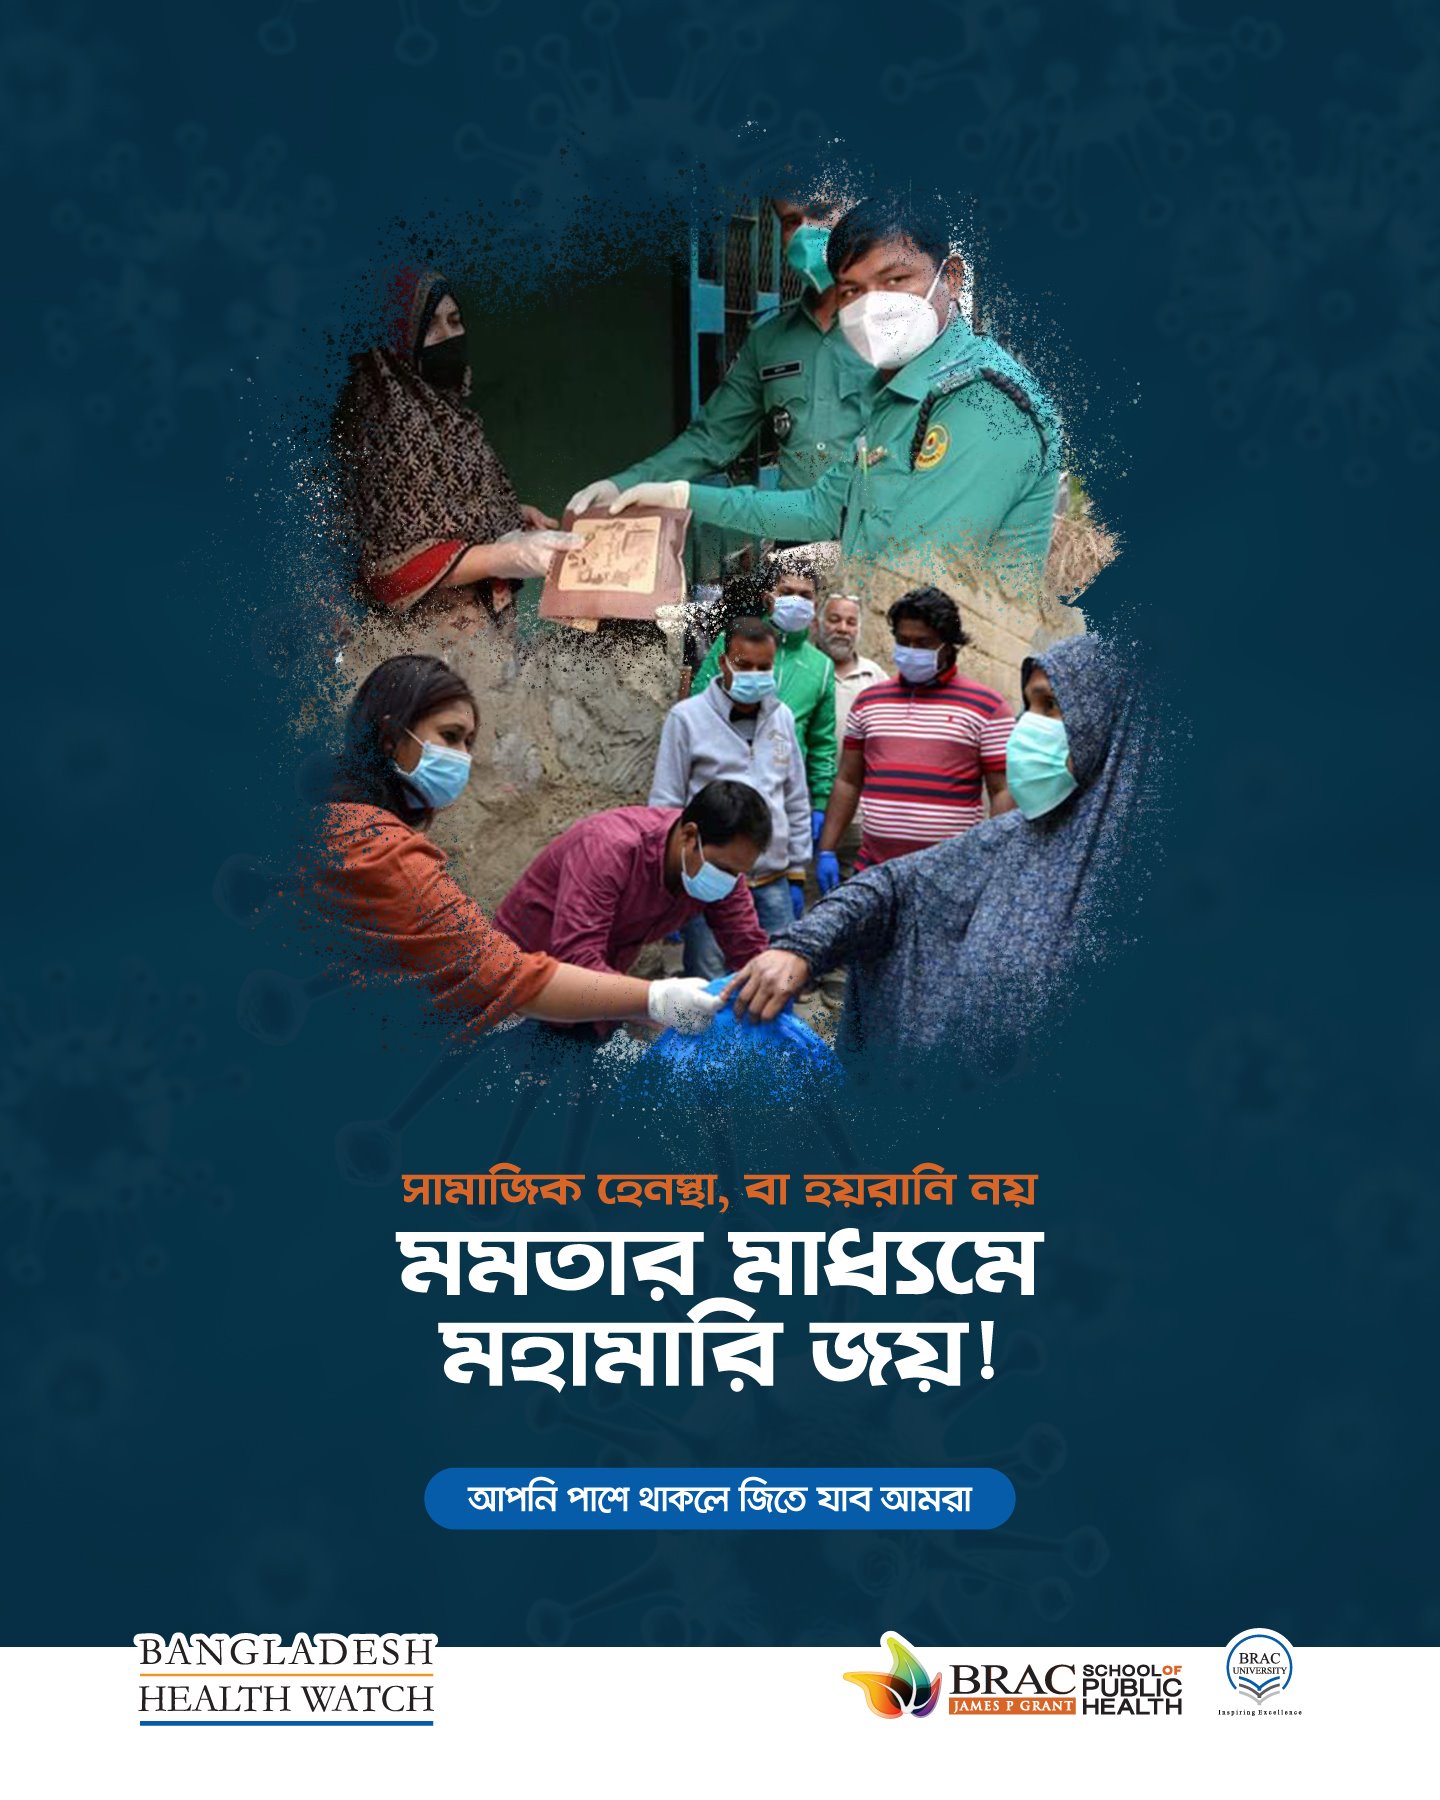 সামাজিক হেনস্থা, বা হয়রানি নয়
মমতার মাধ্যমে
মহামারি জয়!
আপনি পাশে থাকলে জিতে যাব আমরা
BANGLADESH
HEALTH WATCH
BRAC
JAMES P GRANT
SCHOOL OF
PUBLIC
HEALTH
BRAC
UNIVERSITY
Inspiring Excellence